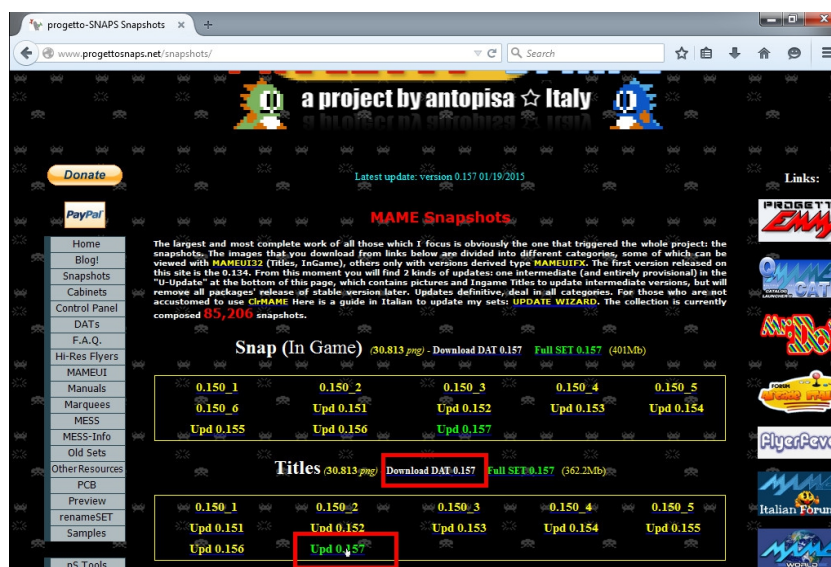 progetto-SNAPS Snapshots
www.progettosnaps.net/snapshots/
Search
a project by antopisa ☆ Italy
Donate
Latest update: version 0.157 01/19/2015
Links:
PayPal
MAME Snapshots
Home
Blog!
Snapshots
Cabinets
Control Panel
DATs
F.A.Q.
Hi-Res Flyers
MAMEUI
Manuals
Marquees
MESS
MESS-Info
Old Sets
Other Resources
PCB
Preview
renameSET
Samples
pS Tools
The largest and most complete work of all those which I focus is obviously the one that triggered the whole project: the
snapshots. The images that you download from links below are divided into different categories, some of which can be
viewed with MAMEUI32 (Titles, InGame), others only with versions derived type MAMEUIFX. The first version released on
this site is the 0.134. From this moment you will find 2 kinds of updates: one intermediate (and entirely provisional) in the
"U-Update" at the bottom of this page, which contains pictures and Ingame Titles to update intermediate versions, but will
remove all packages' release of stable version later. Updates definitive, deal in all categories. For those who are not
accustomed to use ClrMAME Here is a guide in Italian to update my sets: UPDATE WIZARD. The collection is currently
composed 85,206 snapshots.
Snap (In Game) (30.813 png) - Download DAT 0.157 Full SET 0.157 (401Mb)
0.150_1 0.150_2 0.150_3 0.150_4 0.150_5
0.150_6 Upd 0.151 Upd 0.152 Upd 0.153 Upd 0.154
Upd 0.155 Upd 0.156 Upd 0.157
Titles (30.813 png) Download DAT 0.157 Full SET 0.157 (362.2Mb)
0.150_1 0.150_2 0.150_3 0.150_4 0.150_5
Upd 0.151 Upd 0.152 Upd 0.153 Upd 0.154 Upd 0.155
Upd 0.156 Upd 0.157
Italian Forum